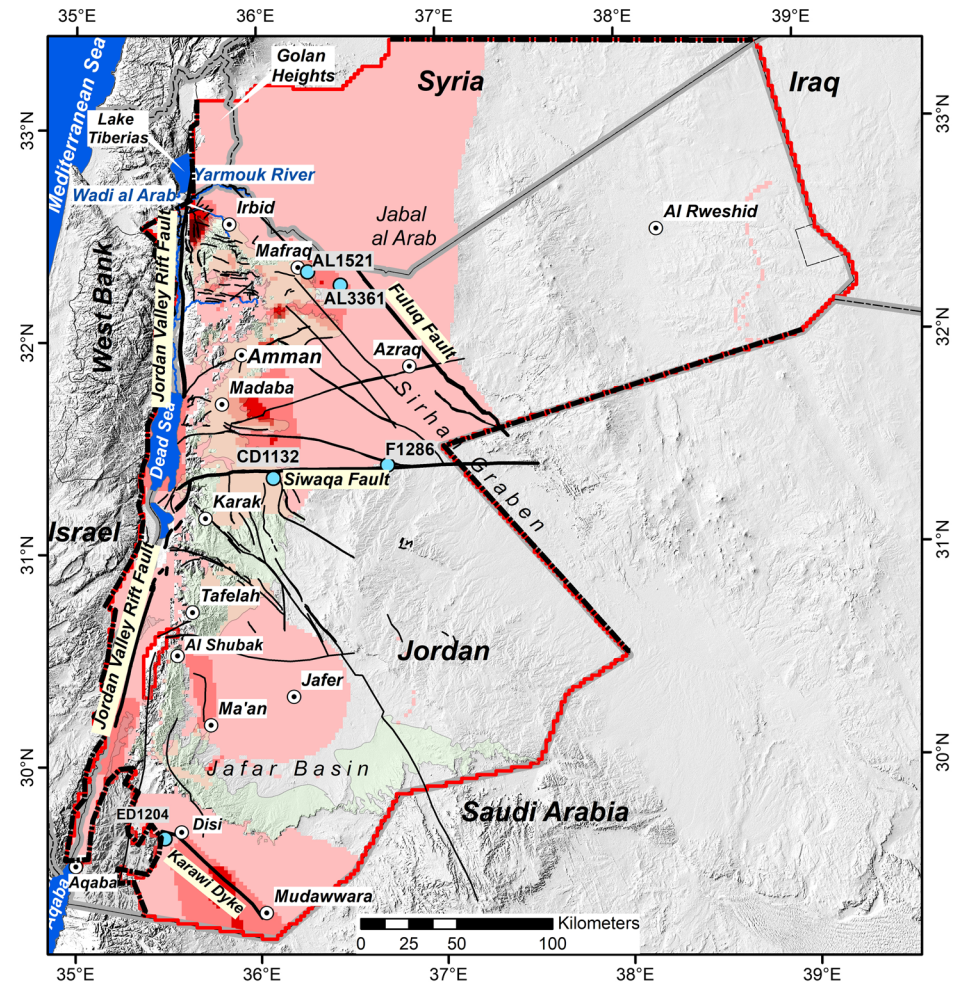 35°E
36°E
37°E
38°E
39°E
Golan
Heights
Syria
Iraq
Mediterranean Sea
Lake
Tiberias
33°N
33°N
Yarmouk River
Wadi al Arab
Irbid
Jabal
al Arab
Al Rweshid
Mafraq
AL1521
AL3361
Fuluq Fault
West Bank
Jordan Valley Rift Fault
32°N
32°N
Amman
Azraq
Madaba
Sirhan Graben
Dead Sea
CD1132
F1286
Siwaqa Fault
Karak
Israel
31°N
31°N
Jordan Valley Rift Fault
Tafelah
Al Shubak
Jordan
Jafer
Ma'an
30°N
30°N
Jafar Basin
Saudi Arabia
ED1204
Disi
Karawi Dyke
Aqaba
Mudawwara
Aqaba
Kilometers
0
25
50
100
35°E
36°E
37°E
38°E
39°E